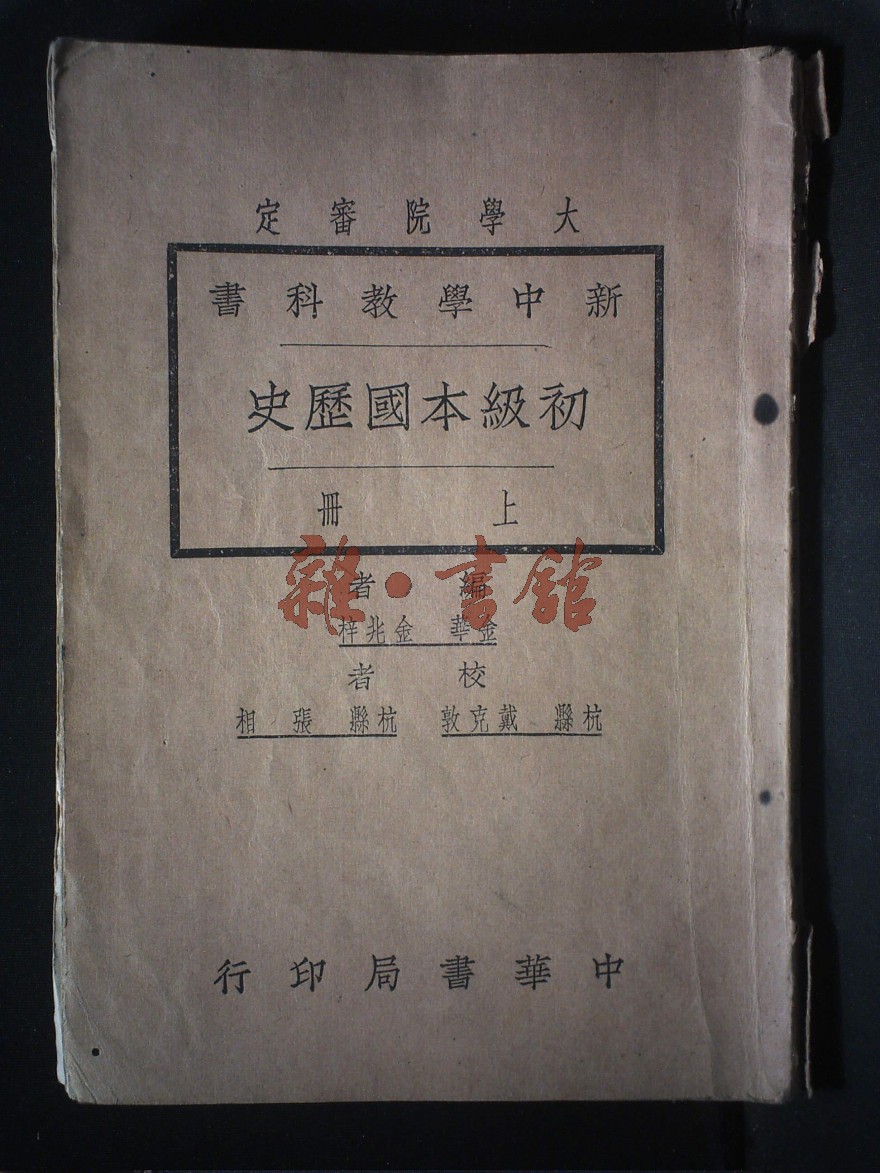 大學院審定
新中學教科書
初級本國歷史
上冊
編者
金華 金兆梓
校者
杭縣 戴克敦 杭縣 張相
中華書局印行
雜·書館